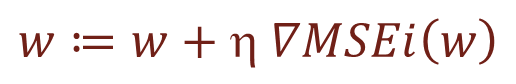 w ≔ w + η ∇MSEi(w)